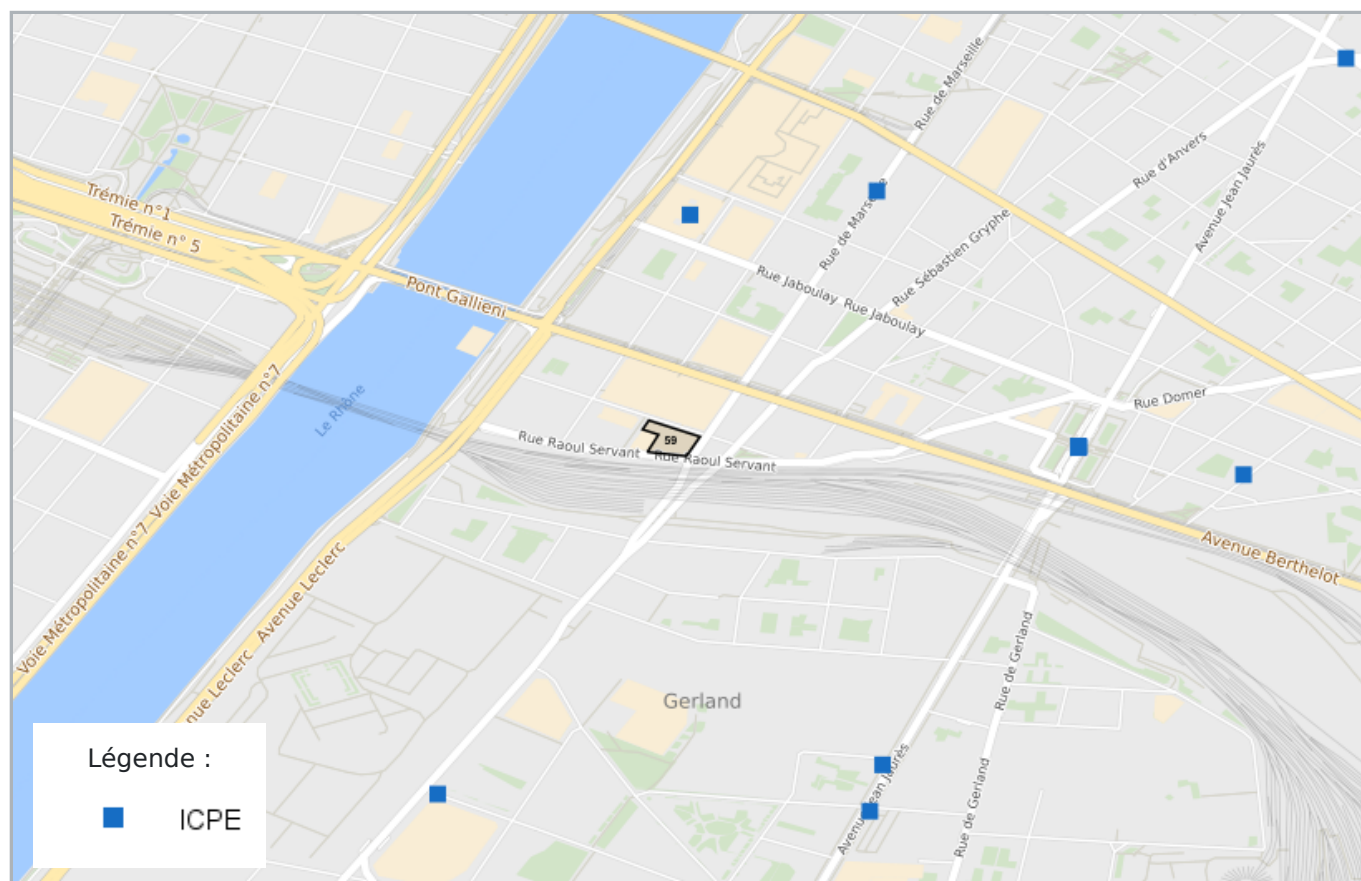 Rue de Marseille
Rue d'Anvers
Avenue Jean Jaurès
Trémie n°1
Trémie n° 5
Rue de Marseille
Rue Sébastien Gryphe
Pont Gallieni
Rue Jaboulay
Rue Jaboulay
Le Rhône
Voie Métropolitaine n°7
Rue Domer
59
Rue Raoul Servant
Rue Raoul Servant
Avenue Berthelot
Voie Métropolitaine n°7
Avenue Leclerc
Rue de Gerland
Gerland
Avenue Leclerc
Avenue Jean Jaurès
Rue de Gerland
Légende :
ICPE